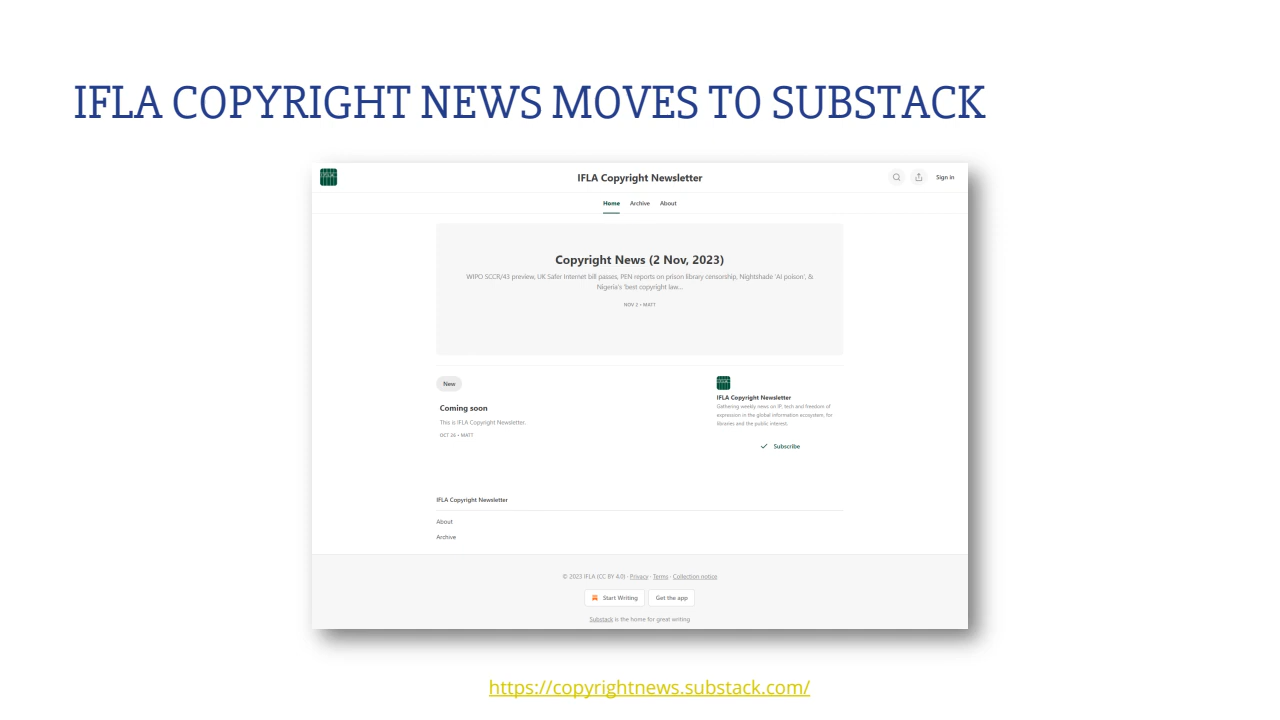 IFLA COPYRIGHT NEWS MOVES TO SUBSTACK
IFLA Copyright Newsletter
Sign in
Home Archive About
Copyright News (2 Nov, 2023)
WIPO SCCR/43 preview, UK Safer Internet bill passes, PEN reports on prison library censorship, Nightshade 'AI poison', &
Nigeria's 'best copyright law...
NOV 2 • MATT
New
Coming soon
This is IFLA Copyright Newsletter.
OCT 26 • MATT
IFLA Copyright Newsletter
Gathering weekly news on IP, tech and freedom of
expression in the global information ecosystem, for
libraries and the public interest.
Subscribe
IFLA Copyright Newsletter
About
Archive
© 2023 IFLA (CC BY 4.0) · Privacy · Terms · Collection notice
Start Writing Get the app
Substack is the home for great writing
https://copyrightnews.substack.com/